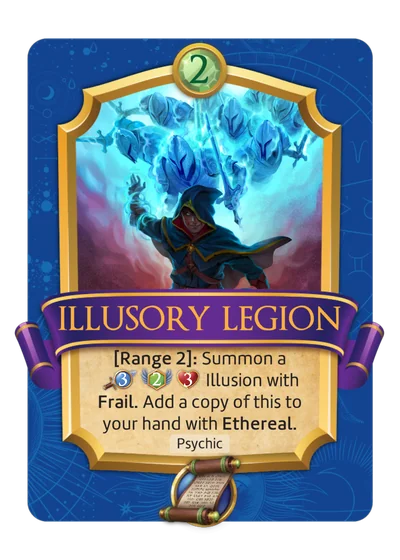 2
ILLUSORY LEGION
[Range 2]: Summon a
3 2 3 Illusion with
Frail. Add a copy of this to
your hand with Ethereal.
Psychic